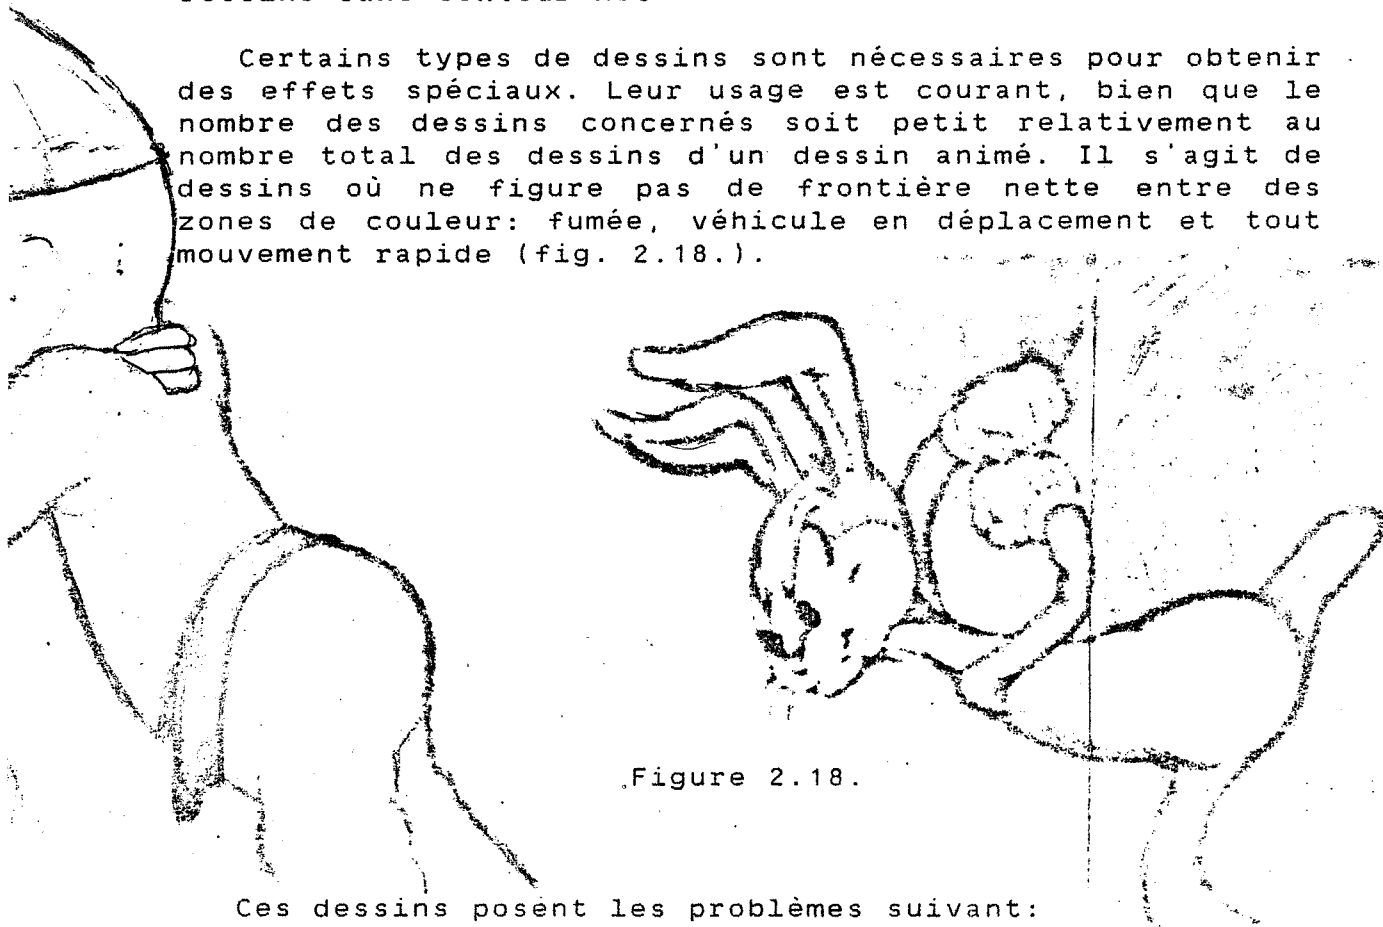 Certains types de dessins sont nécessaires pour obtenir
des effets spéciaux. Leur usage est courant, bien que le
nombre des dessins concernés soit petit relativement au
nombre total des dessins d'un dessin animé. Il s'agit de
dessins où ne figure pas de frontière nette entre des
zones de couleur: fumée, véhicule en déplacement et tout
mouvement rapide (fig. 2.18.).
Figure 2.18.
Ces dessins posent les problèmes suivant: